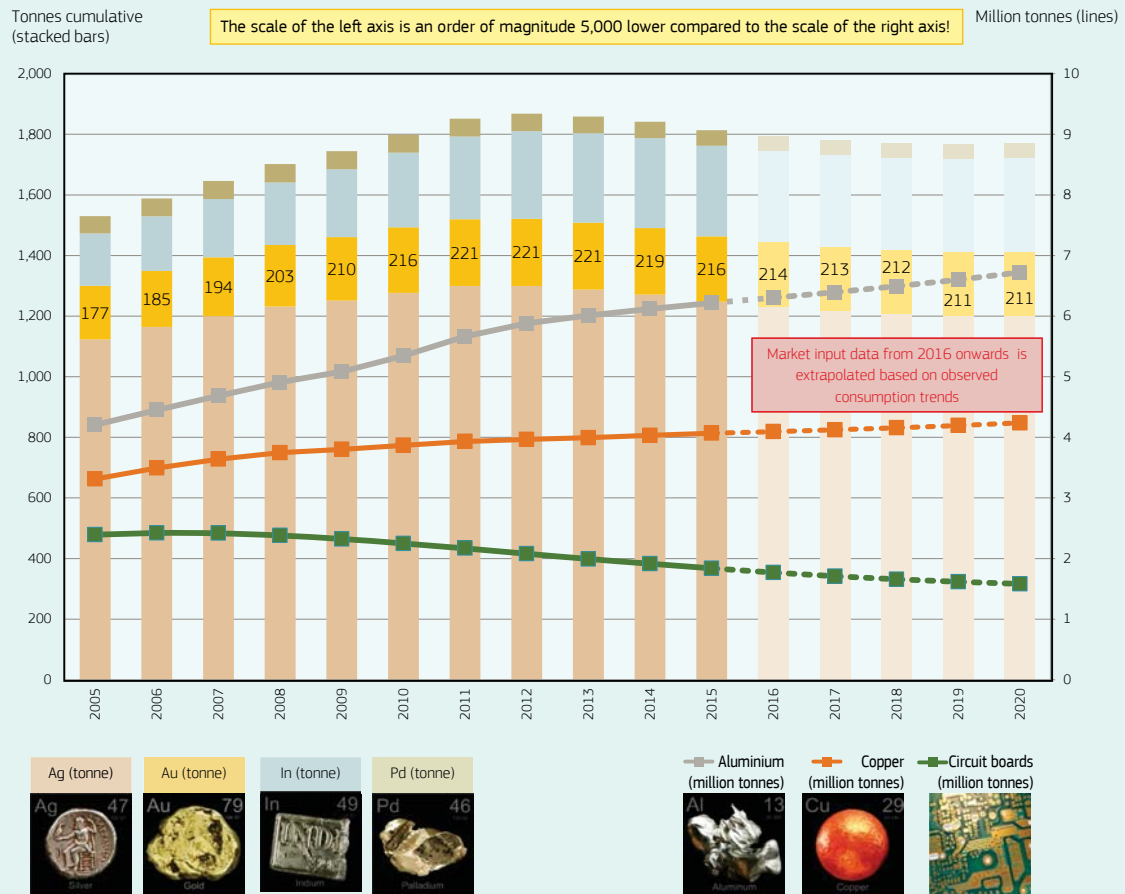 Tonnes cumulative
(stacked bars)
The scale of the left axis is an order of magnitude 5,000 lower compared to the scale of the right axis!
Million tonnes (lines)
2,000
1,800
1,600
1,400
1,200
1,000
800
600
400
200
0
10
9
8
7
6
5
4
3
2
1
0
177
185
194
203
210
216
221
221
221
219
216
214
213
212
211
211
Market input data from 2016 onwards is
extrapolated based on observed
consumption trends
2005
2006
2007
2008
2009
2010
2011
2012
2013
2014
2015
2016
2017
2018
2019
2020
Ag (tonne)
Au (tonne)
In (tonne)
Pd (tonne)
Aluminium
(million tonnes)
Copper
(million tonnes)
Circuit boards
(million tonnes)
Ag 47
Silver
Au 79
Gold
In 49
Indium
Pd 46
Palladium
Al 13
Aluminum
Cu 29
Copper